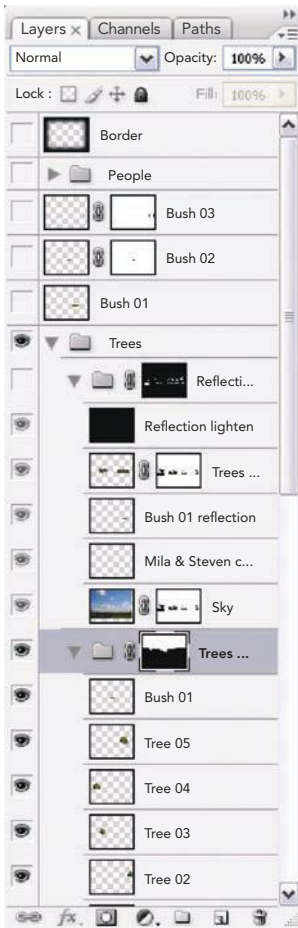 Layers x Channels Paths
Normal Opacity: 100%
Lock: Fill: 100%
Border
People
Bush 03
Bush 02
Bush 01
Trees
Reflecti...
Reflection lighten
Trees ...
Bush 01 reflection
Mila & Steven c...
Sky
Trees ...
Bush 01
Tree 05
Tree 04
Tree 03
Tree 02
fx.